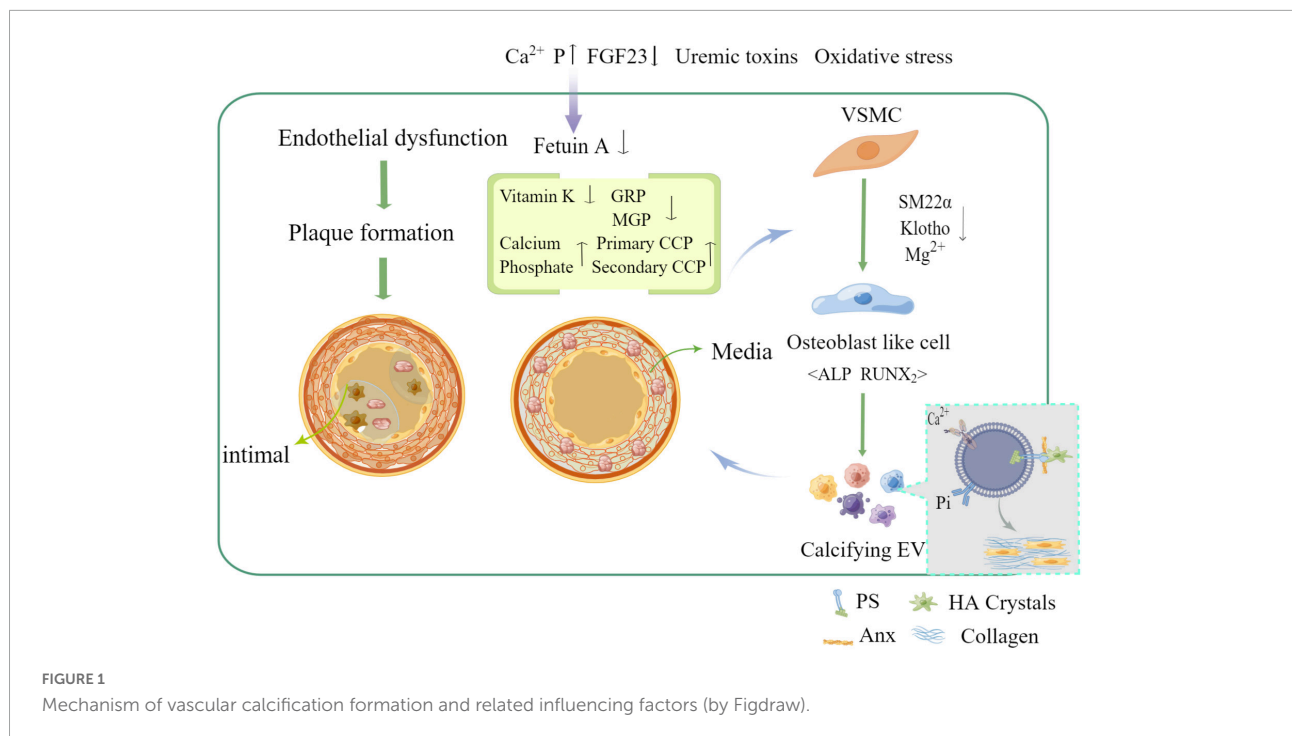 Ca²⁺ P↑ FGF23↓ Uremic toxins Oxidative stress
Endothelial dysfunction
Plaque formation
intimal
Fetuin A ↓
Vitamin K ↓ GRP
MGP ↓
Calcium ↑ Primary CCP ↑
Phosphate Secondary CCP
Media
VSMC
SM22α
Klotho ↓
Mg²⁺
Osteoblast like cell
<ALP RUNX₂>
Calcifying EV
Ca²⁺
Pi
PS HA Crystals
Anx Collagen
FIGURE 1
Mechanism of vascular calcification formation and related influencing factors (by Figdraw).